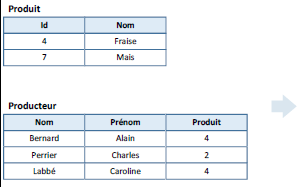 Produit
Id Nom
4 Fraise
7 Mais
Producteur
Nom Prénom Produit
Bernard Alain 4
Perrier Charles 2
Labbé Caroline 4